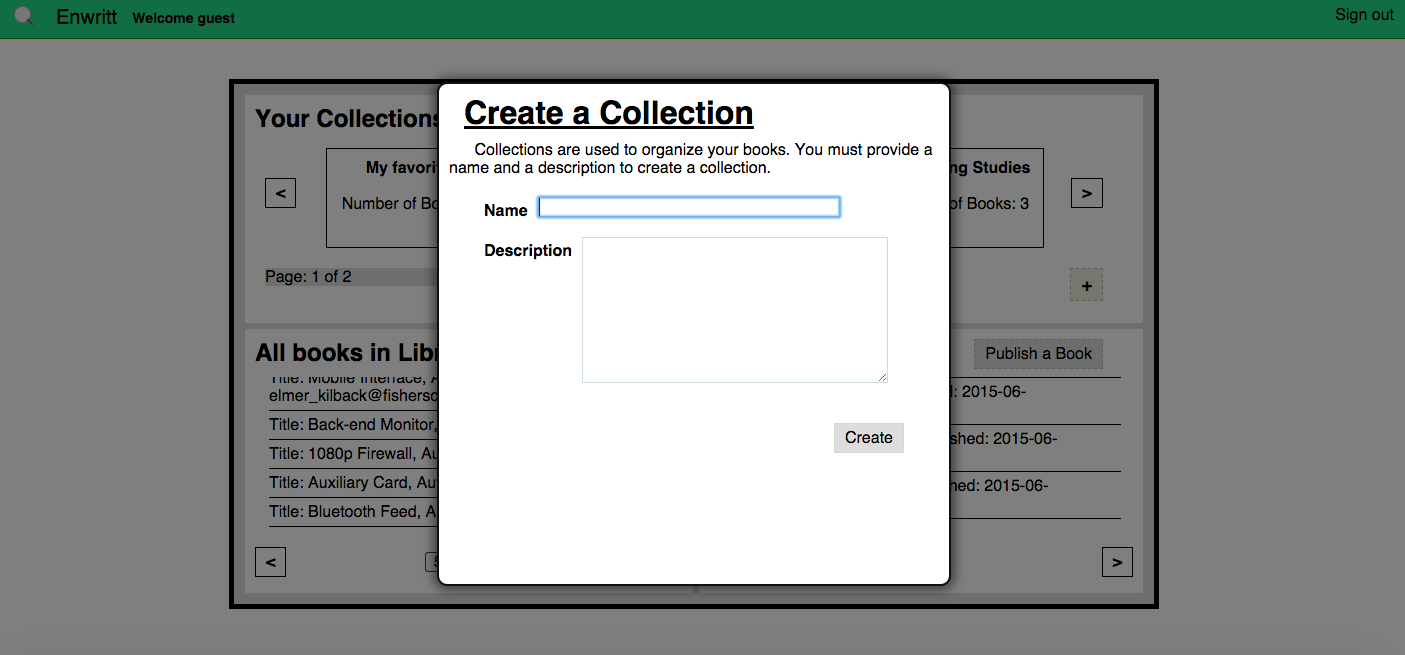 Enwritt Welcome guest Sign out
Create a Collection
Collections are used to organize your books. You must provide a
name and a description to create a collection.
Name
Description
Create
Your Collections
<
My favori
Number of Bo
ng Studies
of Books: 3
>
Page: 1 of 2
+
All books in Libr
Title: Mobile Interface, A
elmer_kilback@fishersc
Title: Back-end Monitor,
Title: 1080p Firewall, Au
Title: Auxiliary Card, Au
Title: Bluetooth Feed, A
<
5
Publish a Book
: 2015-06-
shed: 2015-06-
hed: 2015-06-
>